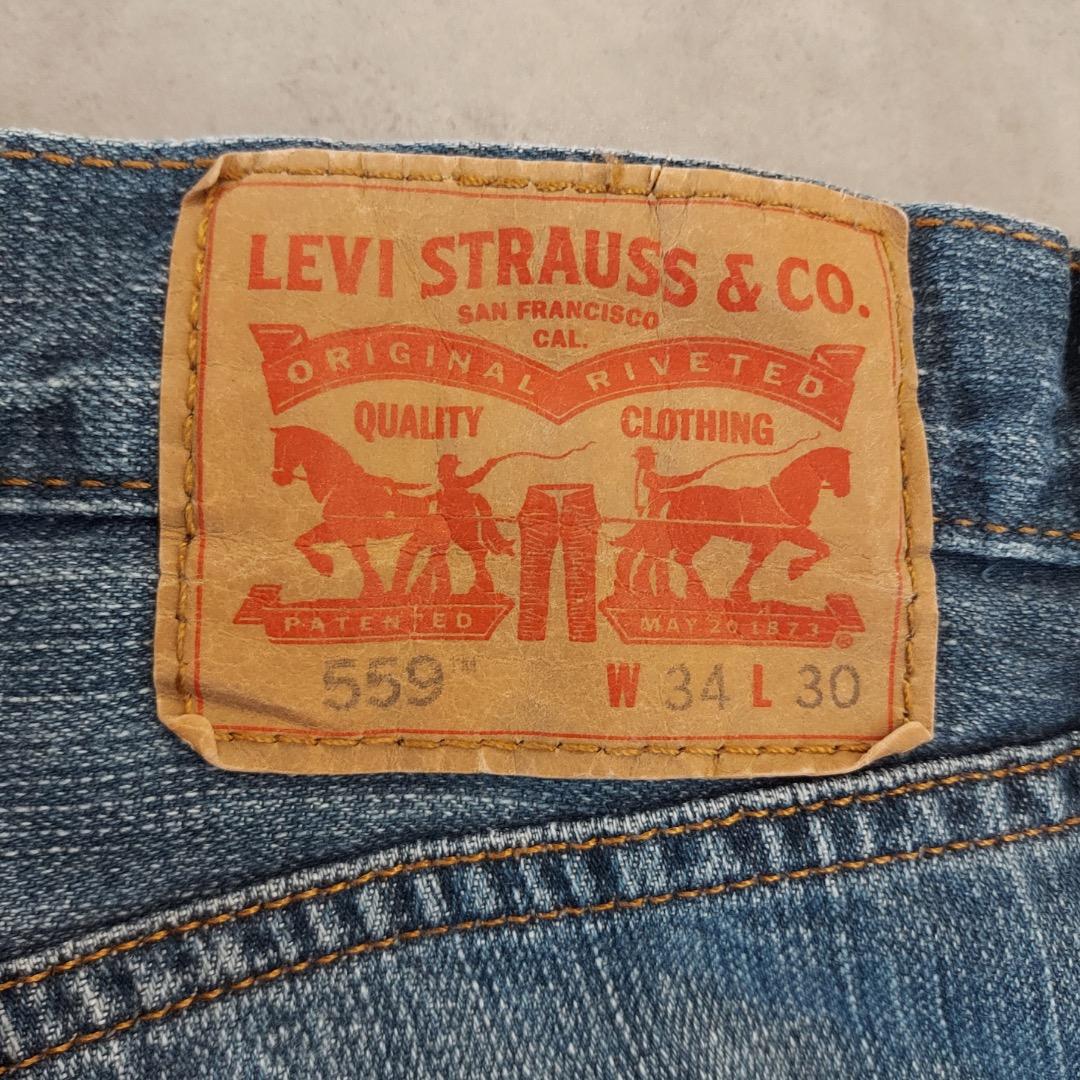 LEVI STRAUSS & CO.
SAN FRANCISCO
CAL.
ORIGINAL RIVETED
QUALITY CLOTHING
PATENTED MAY 20 1873 ®
559™ W 34 L 30